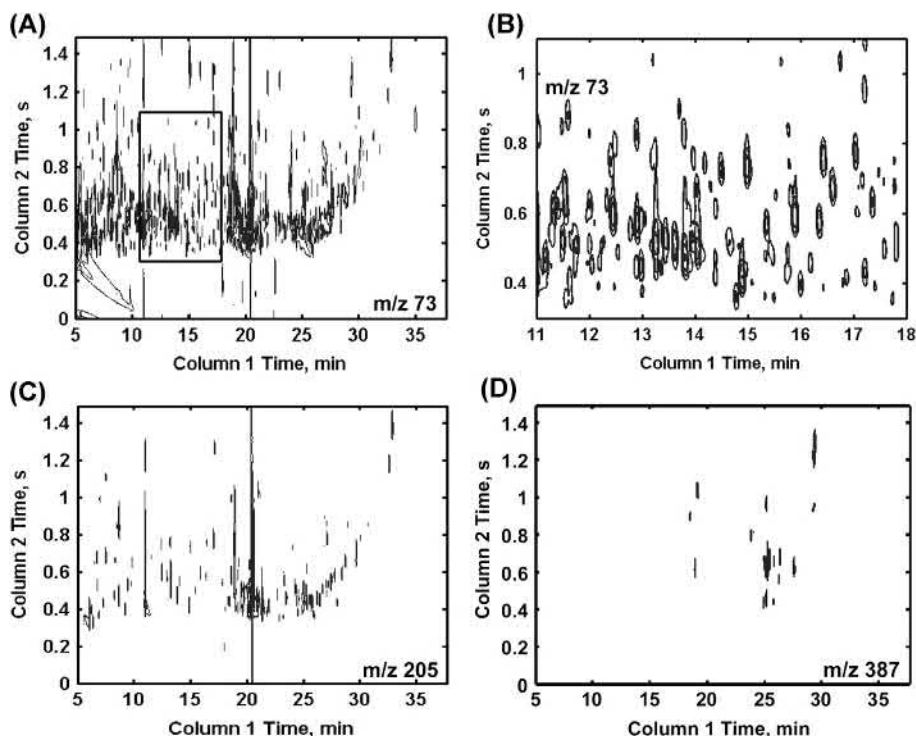 (A)
Column 2 Time, s
1.4
1.2
1
0.8
0.6
0.4
0.2
0
m/z 73
5 10 15 20 25 30 35
Column 1 Time, min
(B)
Column 2 Time, s
1
0.8
0.6
0.4
m/z 73
11 12 13 14 15 16 17 18
Column 1 Time, min
(C)
Column 2 Time, s
1.4
1.2
1
0.8
0.6
0.4
0.2
0
m/z 205
5 10 15 20 25 30 35
Column 1 Time, min
(D)
Column 2 Time, s
1.4
1.2
1
0.8
0.6
0.4
0.2
0
m/z 387
5 10 15 20 25 30 35
Column 1 Time, min